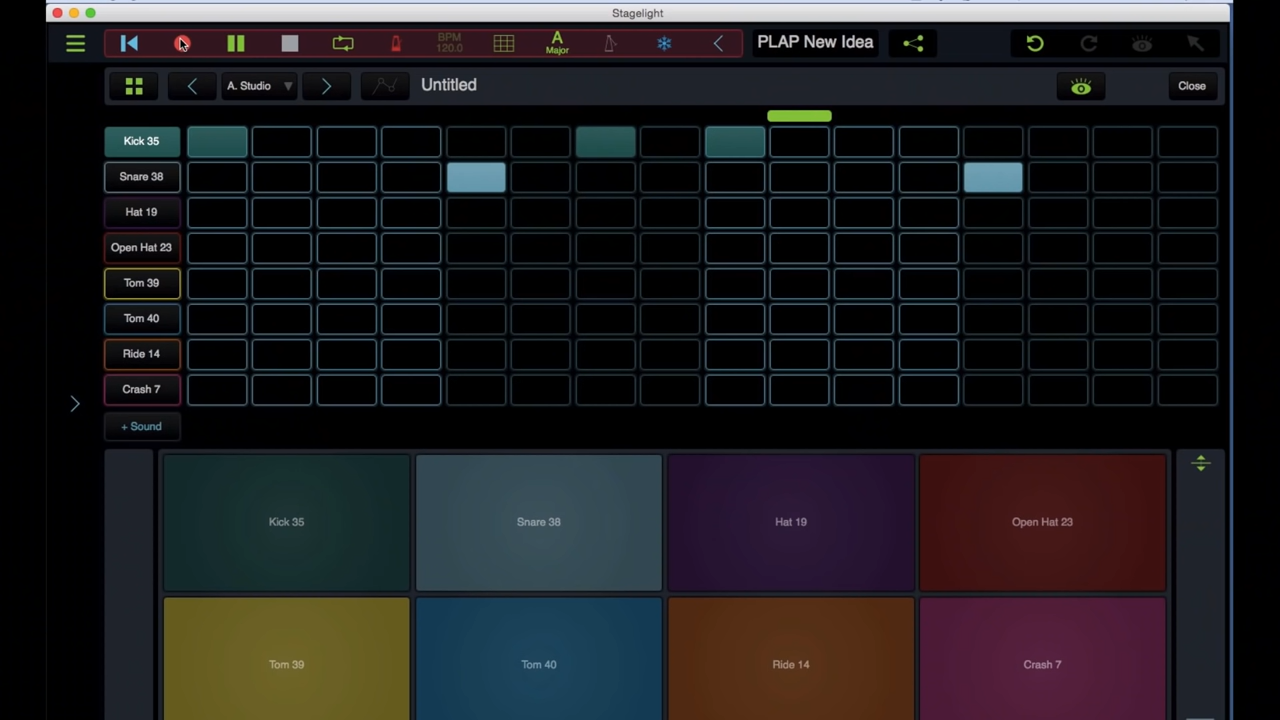 Stagelight
BPM
120.0
A
Major
PLAP New Idea
A. Studio
Untitled
Close
Kick 35
Snare 38
Hat 19
Open Hat 23
Tom 39
Tom 40
Ride 14
Crash 7
+ Sound
Kick 35
Snare 38
Hat 19
Open Hat 23
Tom 39
Tom 40
Ride 14
Crash 7